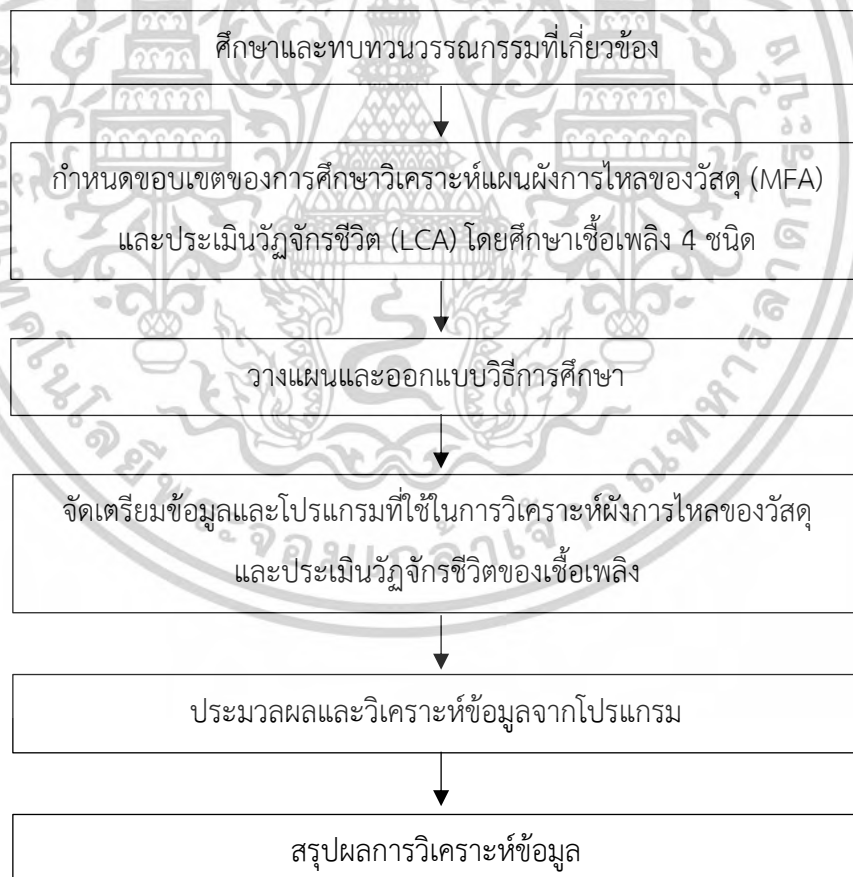 ศึกษาและทบทวนวรรณกรรมที่เกี่ยวข้อง
กำหนดขอบเขตของการศึกษาวิเคราะห์แผนผังการไหลของวัสดุ (MFA)
และประเมินวัฏจักรชีวิต (LCA) โดยศึกษาเชื้อเพลิง 4 ชนิด
วางแผนและออกแบบวิธีการศึกษา
จัดเตรียมข้อมูลและโปรแกรมที่ใช้ในการวิเคราะห์ผังการไหลของวัสดุ
และประเมินวัฏจักรชีวิตของเชื้อเพลิง
ประมวลผลและวิเคราะห์ข้อมูลจากโปรแกรม
สรุปผลการวิเคราะห์ข้อมูล